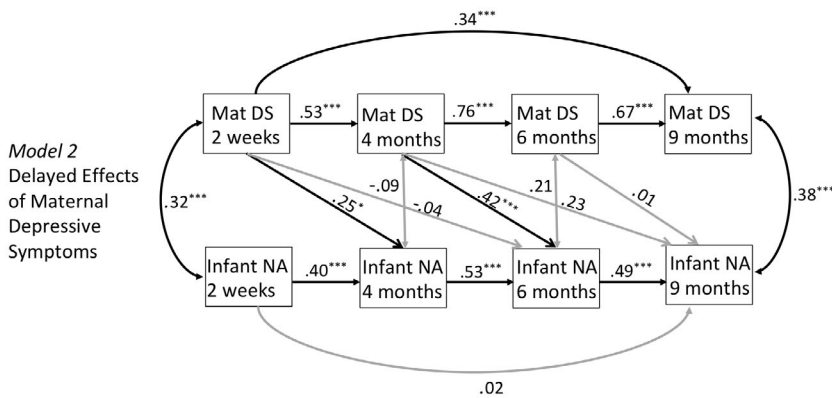 .34***
Mat DS
2 weeks
.53***
Mat DS
4 months
.76***
Mat DS
6 months
.67***
Mat DS
9 months
Model 2
Delayed Effects
of Maternal
Depressive
Symptoms
.32***
.25*
-.09
-.04
.42***
.21
.23
.01
.38***
Infant NA
2 weeks
.40***
Infant NA
4 months
.53***
Infant NA
6 months
.49***
Infant NA
9 months
.02